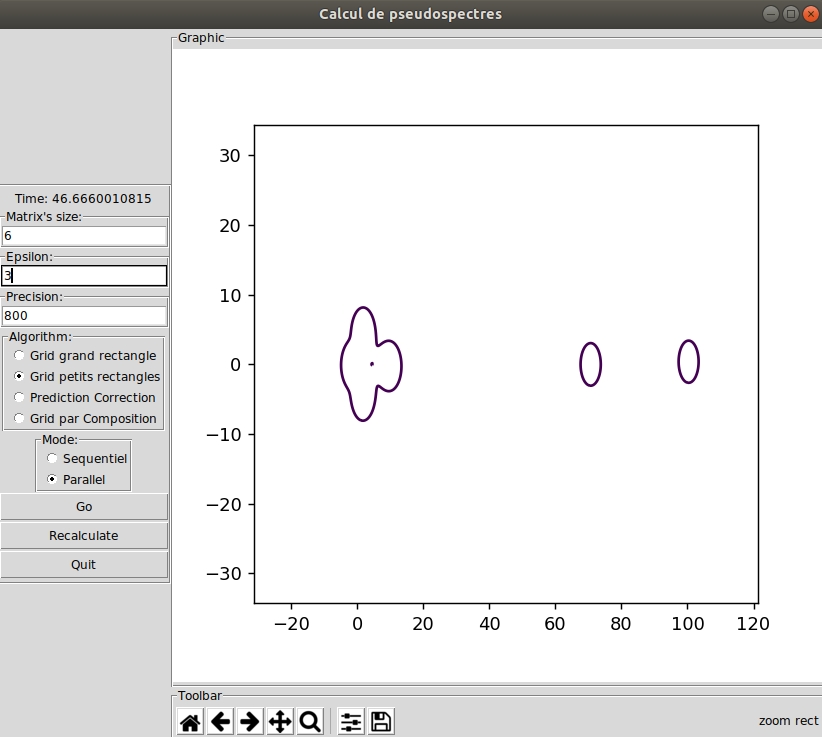 Calcul de pseudospectres
Graphic
Time: 46.6660010815
Matrix's size:
6
Epsilon:
3
Precision:
800
Algorithm:
Grid grand rectangle
Grid petits rectangles
Prediction Correction
Grid par Composition
Mode:
Sequentiel
Parallel
Go
Recalculate
Quit
30
20
10
0
−10
−20
−30
−20 0 20 40 60 80 100 120
Toolbar
zoom rect